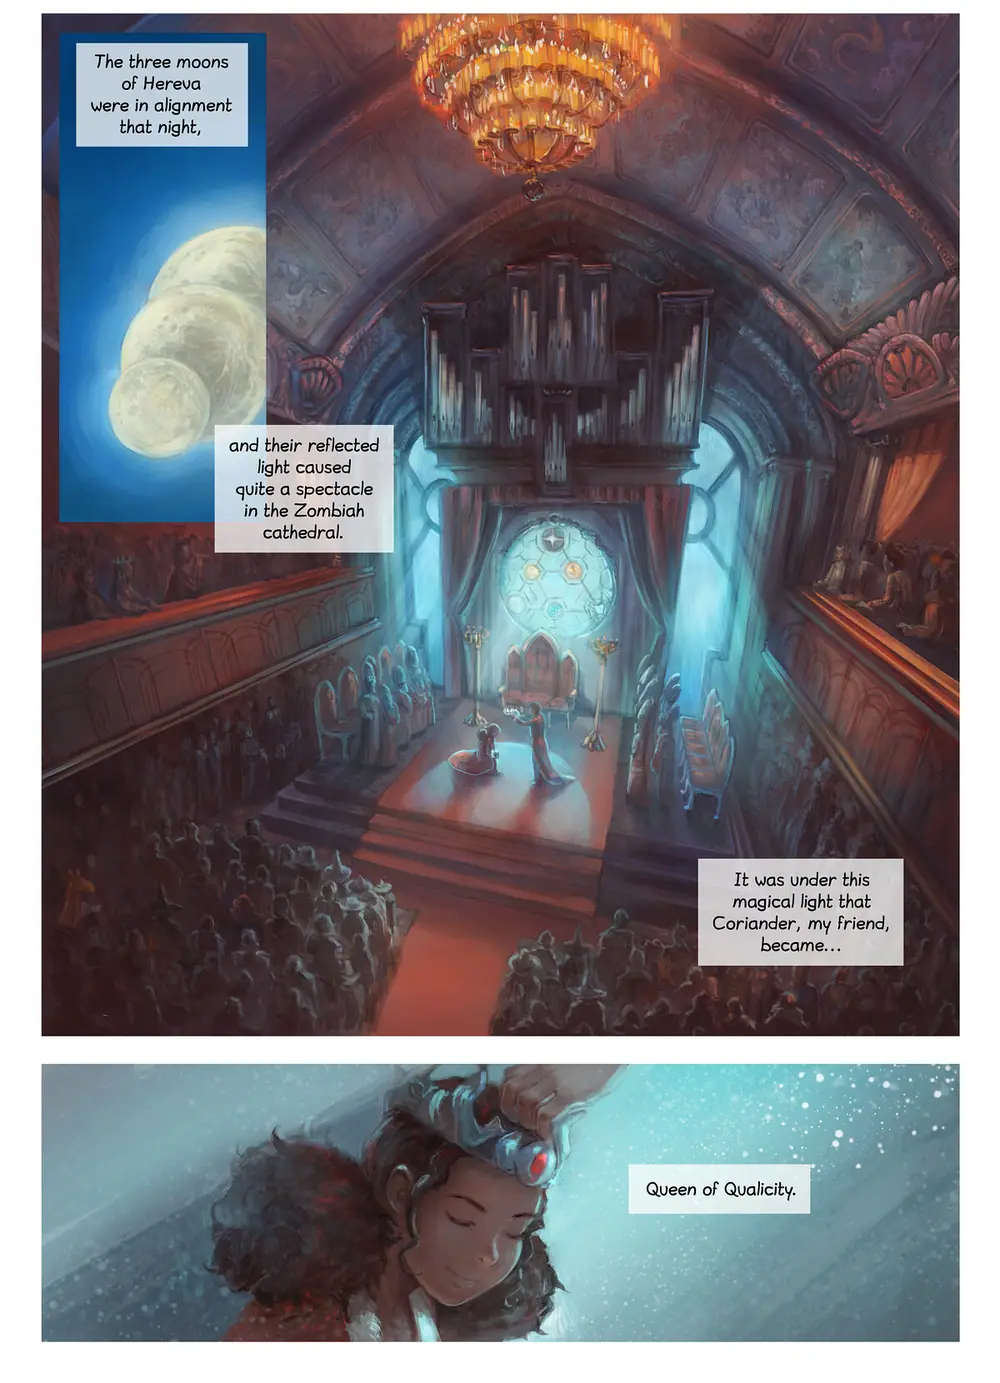 The three moons
of Hereva
were in alignment
that night,
and their reflected
light caused
quite a spectacle
in the Zombiah
cathedral.
It was under this
magical light that
Coriander, my friend,
became...
Queen of Qualicity.